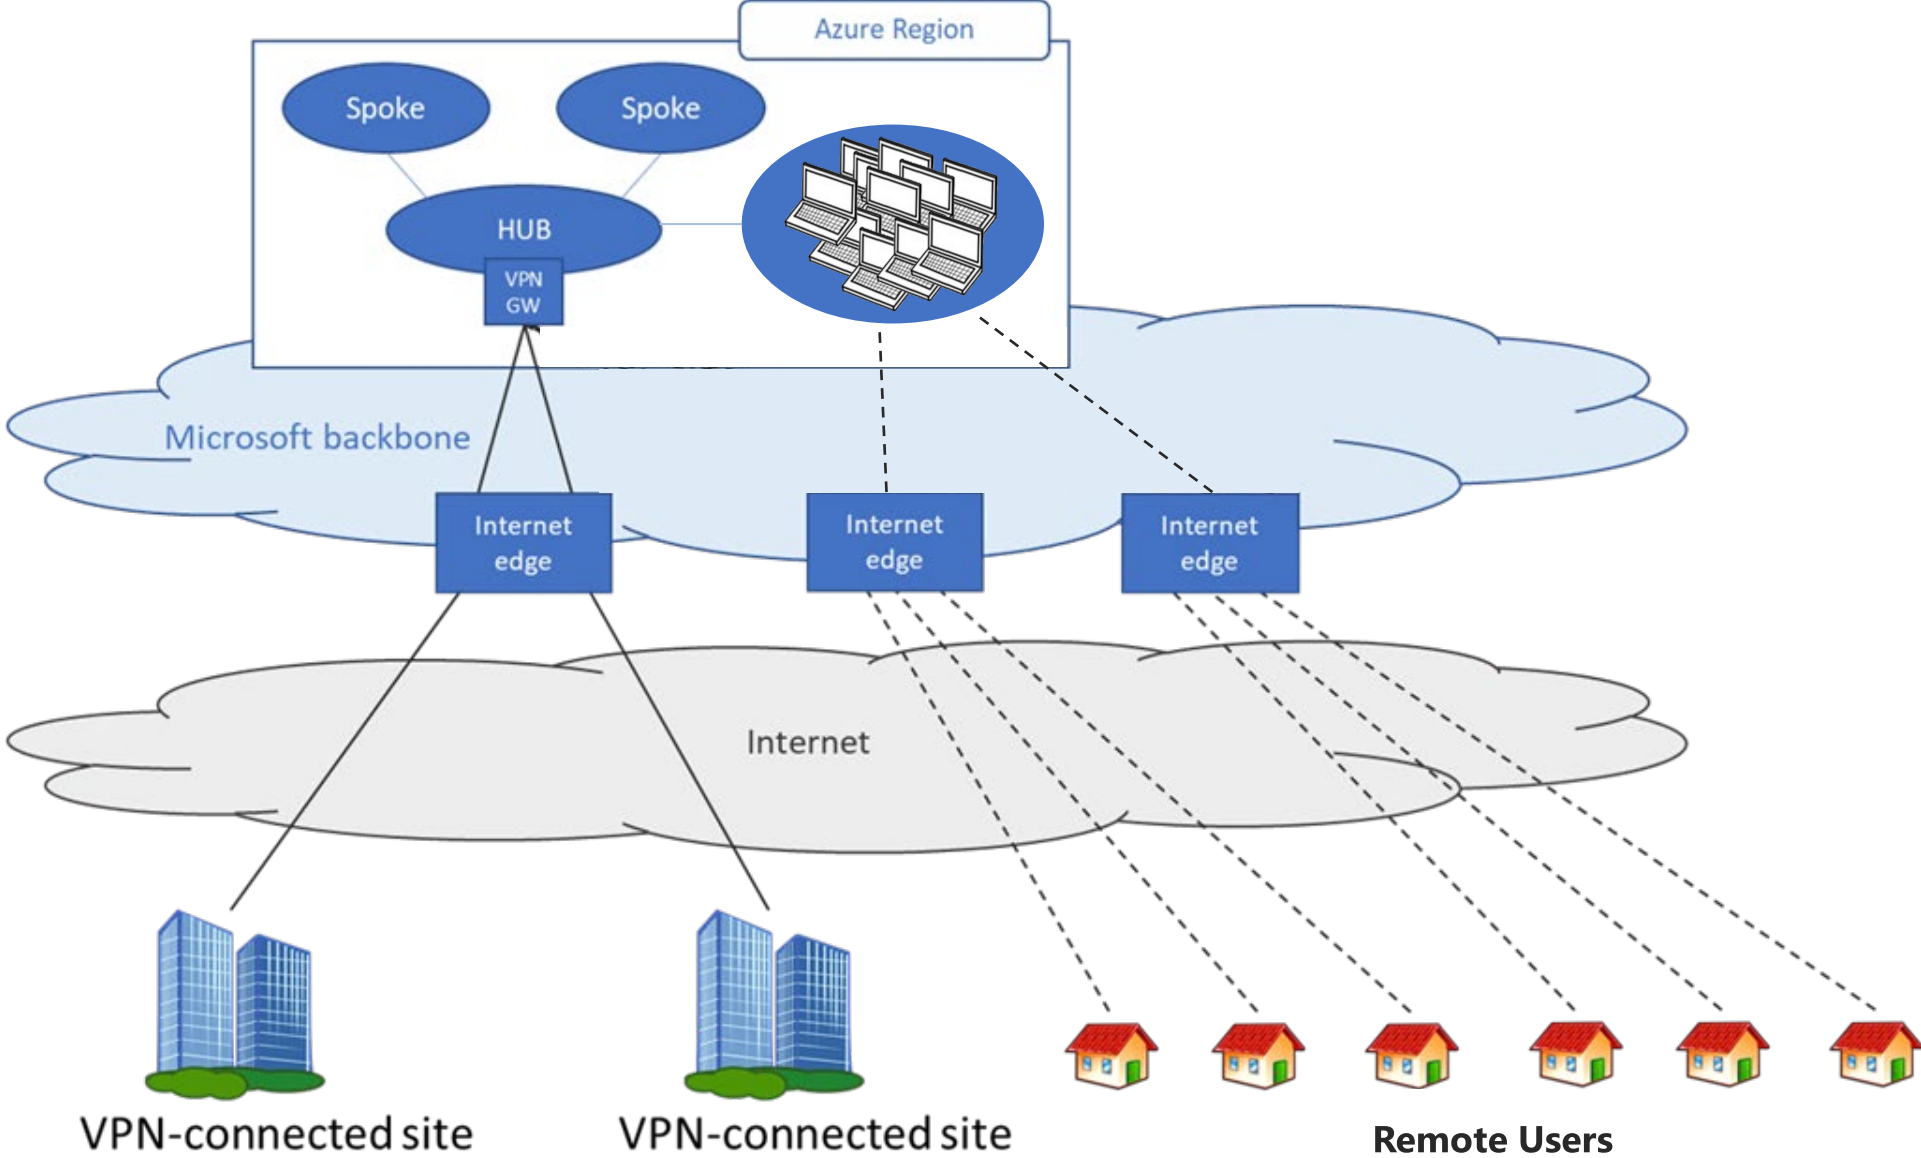 Azure Region
Spoke
Spoke
HUB
VPN
GW
Microsoft backbone
Internet
edge
Internet
edge
Internet
edge
Internet
VPN-connected site
VPN-connected site
Remote Users